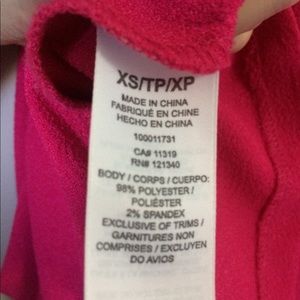 XS/TP/XP
MADE IN CHINA
FABRIQUÉ EN CHINE
HECHO EN CHINA
100011731
CA# 11319
RN# 121340
BODY / CORPS / CUERPO:
98% POLYESTER /
POLIÉSTER
2% SPANDEX
EXCLUSIVE OF TRIMS /
GARNITURES NON
COMPRISES / EXCLUYEN
DO AVIOS